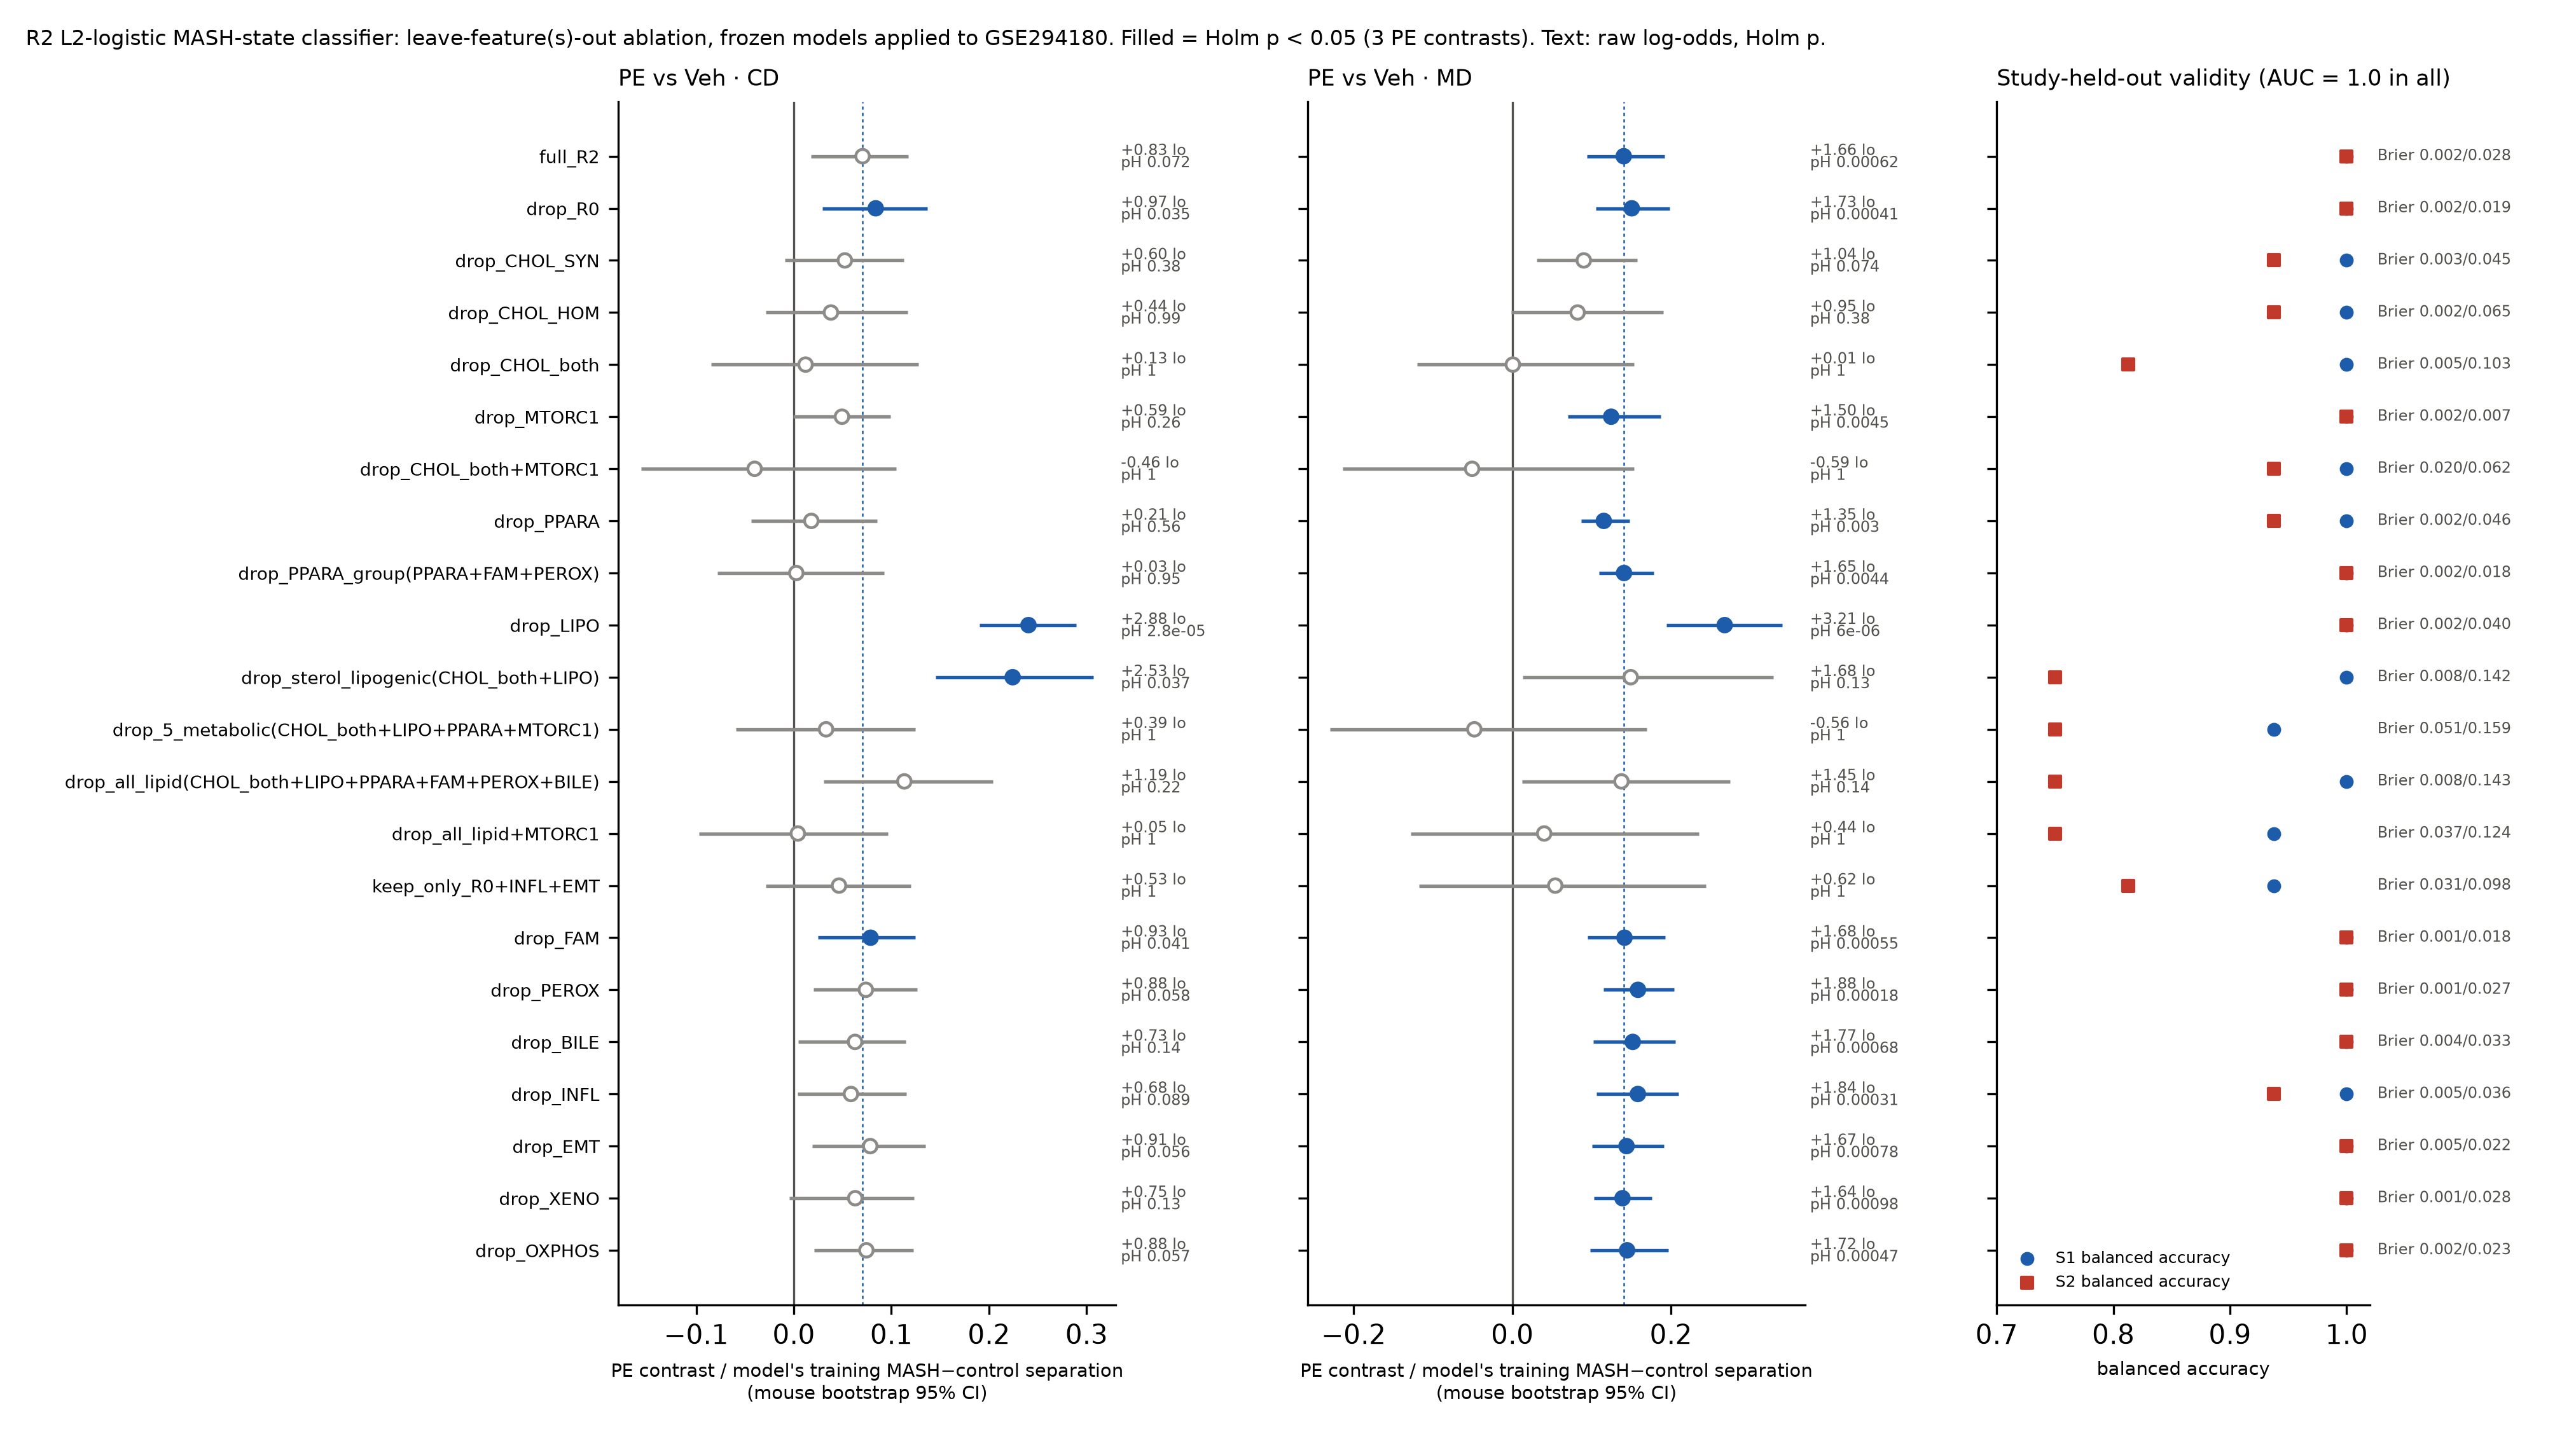 R2 L2-logistic MASH-state classifier: leave-feature(s)-out ablation, frozen models applied to GSE294180. Filled = Holm p < 0.05 (3 PE contrasts). Text: raw log-odds, Holm p.
PE vs Veh · CD
PE vs Veh · MD
Study-held-out validity (AUC = 1.0 in all)
full_R2
+0.83 lo
pH 0.072
+1.66 lo
pH 0.00062
Brier 0.002/0.028
drop_R0
+0.97 lo
pH 0.035
+1.73 lo
pH 0.00041
Brier 0.002/0.019
drop_CHOL_SYN
+0.60 lo
pH 0.38
+1.04 lo
pH 0.074
Brier 0.003/0.045
drop_CHOL_HOM
+0.44 lo
pH 0.99
+0.95 lo
pH 0.38
Brier 0.002/0.065
drop_CHOL_both
+0.13 lo
pH 1
+0.01 lo
pH 1
Brier 0.005/0.103
drop_MTORC1
+0.59 lo
pH 0.26
+1.50 lo
pH 0.0045
Brier 0.002/0.007
drop_CHOL_both+MTORC1
-0.46 lo
pH 1
-0.59 lo
pH 1
Brier 0.020/0.062
drop_PPARA
+0.21 lo
pH 0.56
+1.35 lo
pH 0.003
Brier 0.002/0.046
drop_PPARA_group(PPARA+FAM+PEROX)
+0.03 lo
pH 0.95
+1.65 lo
pH 0.0044
Brier 0.002/0.018
drop_LIPO
+2.88 lo
pH 2.8e-05
+3.21 lo
pH 6e-06
Brier 0.002/0.040
drop_sterol_lipogenic(CHOL_both+LIPO)
+2.53 lo
pH 0.037
+1.68 lo
pH 0.13
Brier 0.008/0.142
drop_5_metabolic(CHOL_both+LIPO+PPARA+MTORC1)
+0.39 lo
pH 1
-0.56 lo
pH 1
Brier 0.051/0.159
drop_all_lipid(CHOL_both+LIPO+PPARA+FAM+PEROX+BILE)
+1.19 lo
pH 0.22
+1.45 lo
pH 0.14
Brier 0.008/0.143
drop_all_lipid+MTORC1
+0.05 lo
pH 1
+0.44 lo
pH 1
Brier 0.037/0.124
keep_only_R0+INFL+EMT
+0.53 lo
pH 1
+0.62 lo
pH 1
Brier 0.031/0.098
drop_FAM
+0.93 lo
pH 0.041
+1.68 lo
pH 0.00055
Brier 0.001/0.018
drop_PEROX
+0.88 lo
pH 0.058
+1.88 lo
pH 0.00018
Brier 0.001/0.027
drop_BILE
+0.73 lo
pH 0.14
+1.77 lo
pH 0.00068
Brier 0.004/0.033
drop_INFL
+0.68 lo
pH 0.089
+1.84 lo
pH 0.00031
Brier 0.005/0.036
drop_EMT
+0.91 lo
pH 0.056
+1.67 lo
pH 0.00078
Brier 0.005/0.022
drop_XENO
+0.75 lo
pH 0.13
+1.64 lo
pH 0.00098
Brier 0.001/0.028
drop_OXPHOS
+0.88 lo
pH 0.057
+1.72 lo
pH 0.00047
Brier 0.002/0.023
S1 balanced accuracy
S2 balanced accuracy
−0.1 0.0 0.1 0.2 0.3
−0.2 0.0 0.2
0.7 0.8 0.9 1.0
PE contrast / model's training MASH−control separation
(mouse bootstrap 95% CI)
PE contrast / model's training MASH−control separation
(mouse bootstrap 95% CI)
balanced accuracy